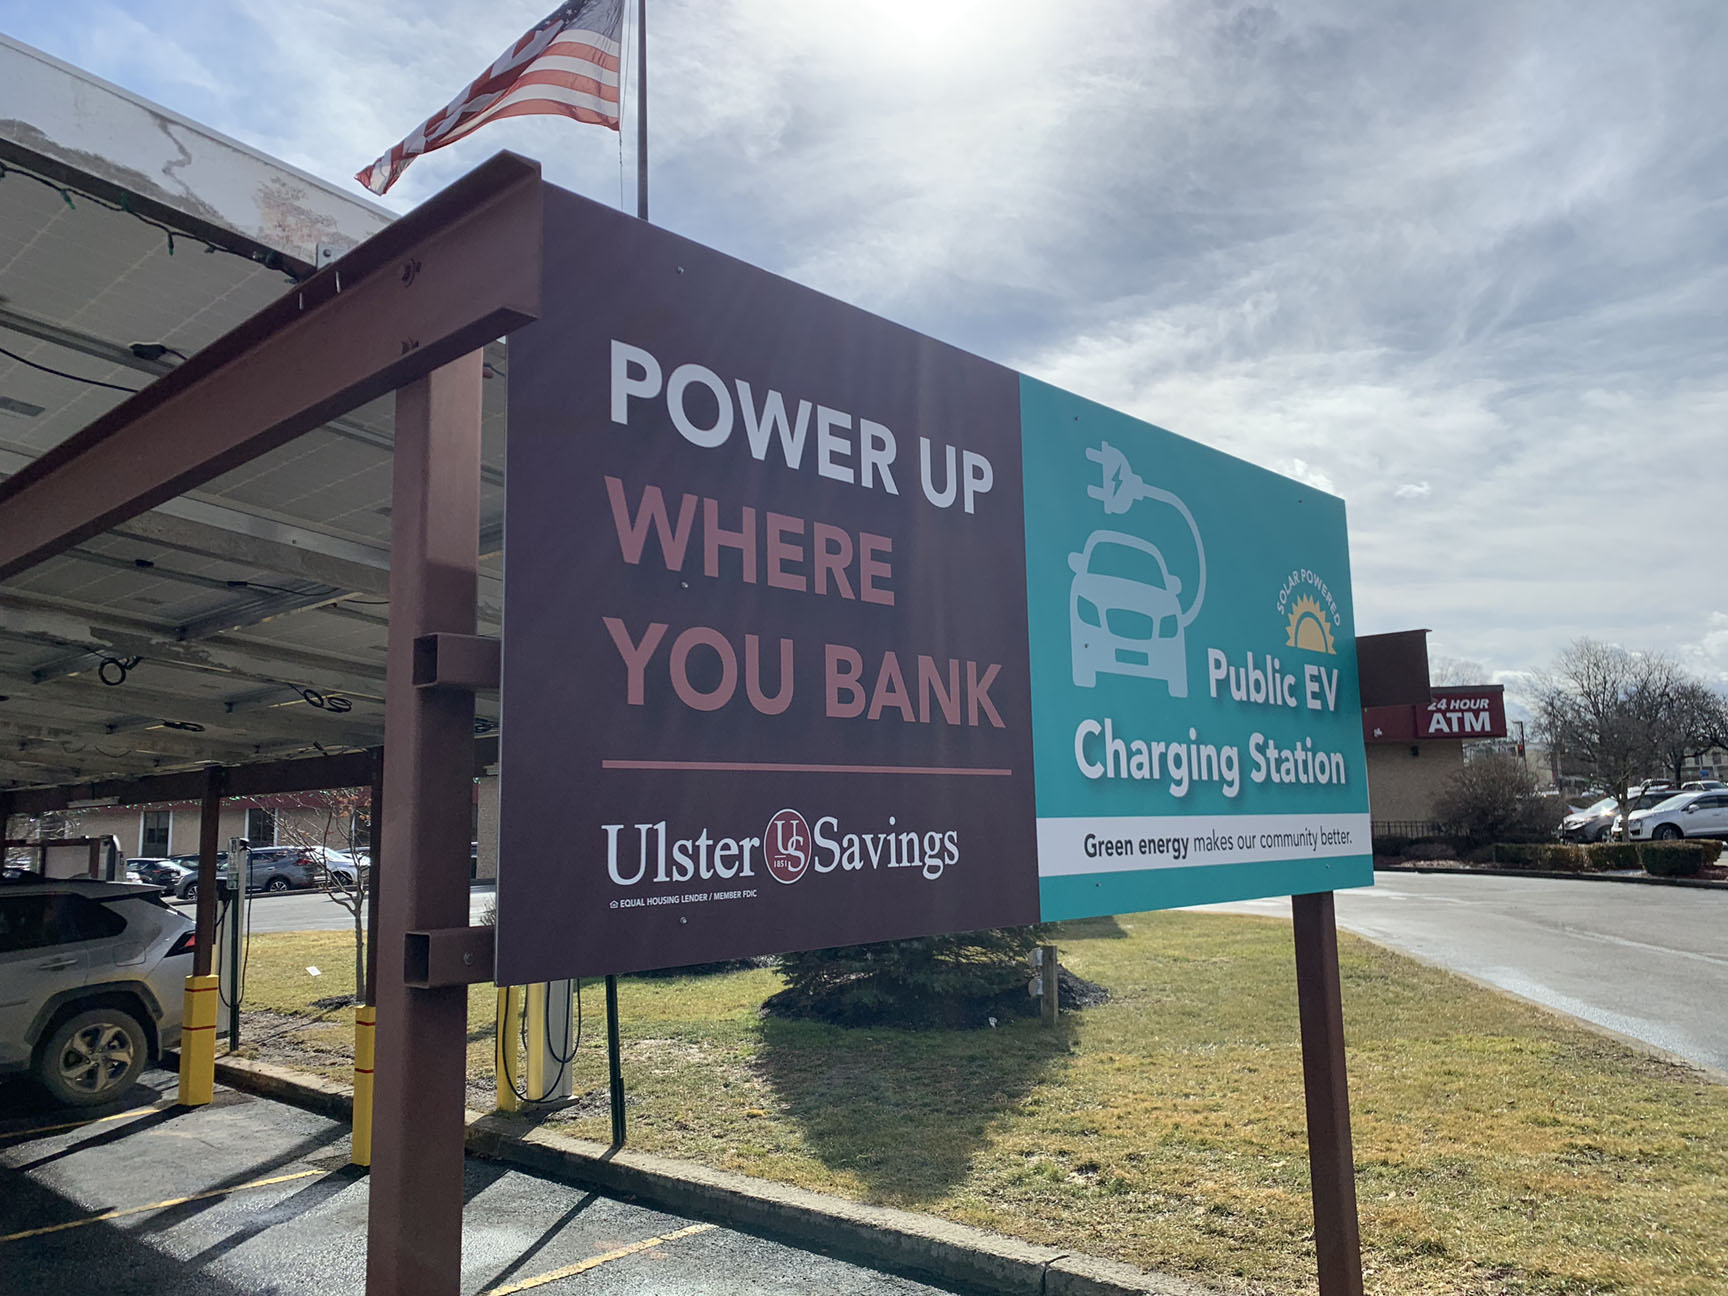 POWER UP
WHERE
YOU BANK
Ulster US 1851 Savings
EQUAL HOUSING LENDER / MEMBER FDIC
SOLAR POWERED
Public EV
Charging Station
Green energy makes our community better.
24 HOUR
ATM